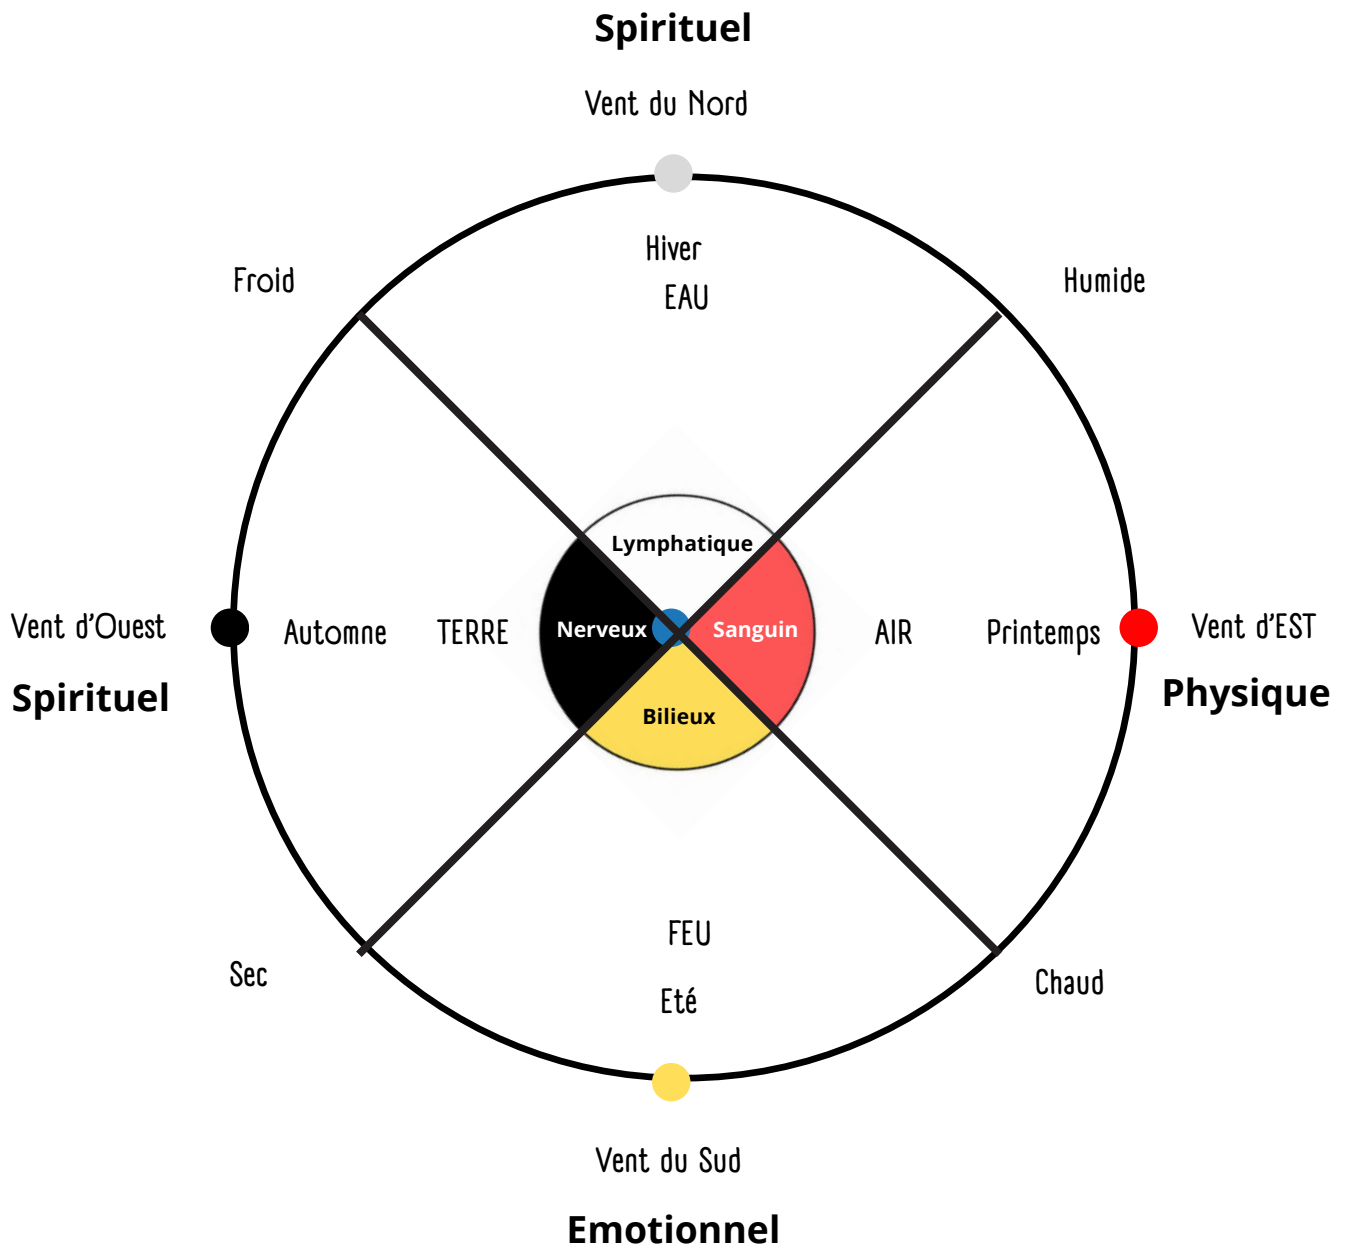 Spirituel
Vent du Nord
Hiver
Froid
Humide
EAU
Lymphatique
Vent d'Ouest
Automne
TERRE
Nerveux
Sanguin
AIR
Printemps
Vent d'EST
Spirituel
Physique
Bilieux
FEU
Sec
Chaud
Eté
Vent du Sud
Emotionnel